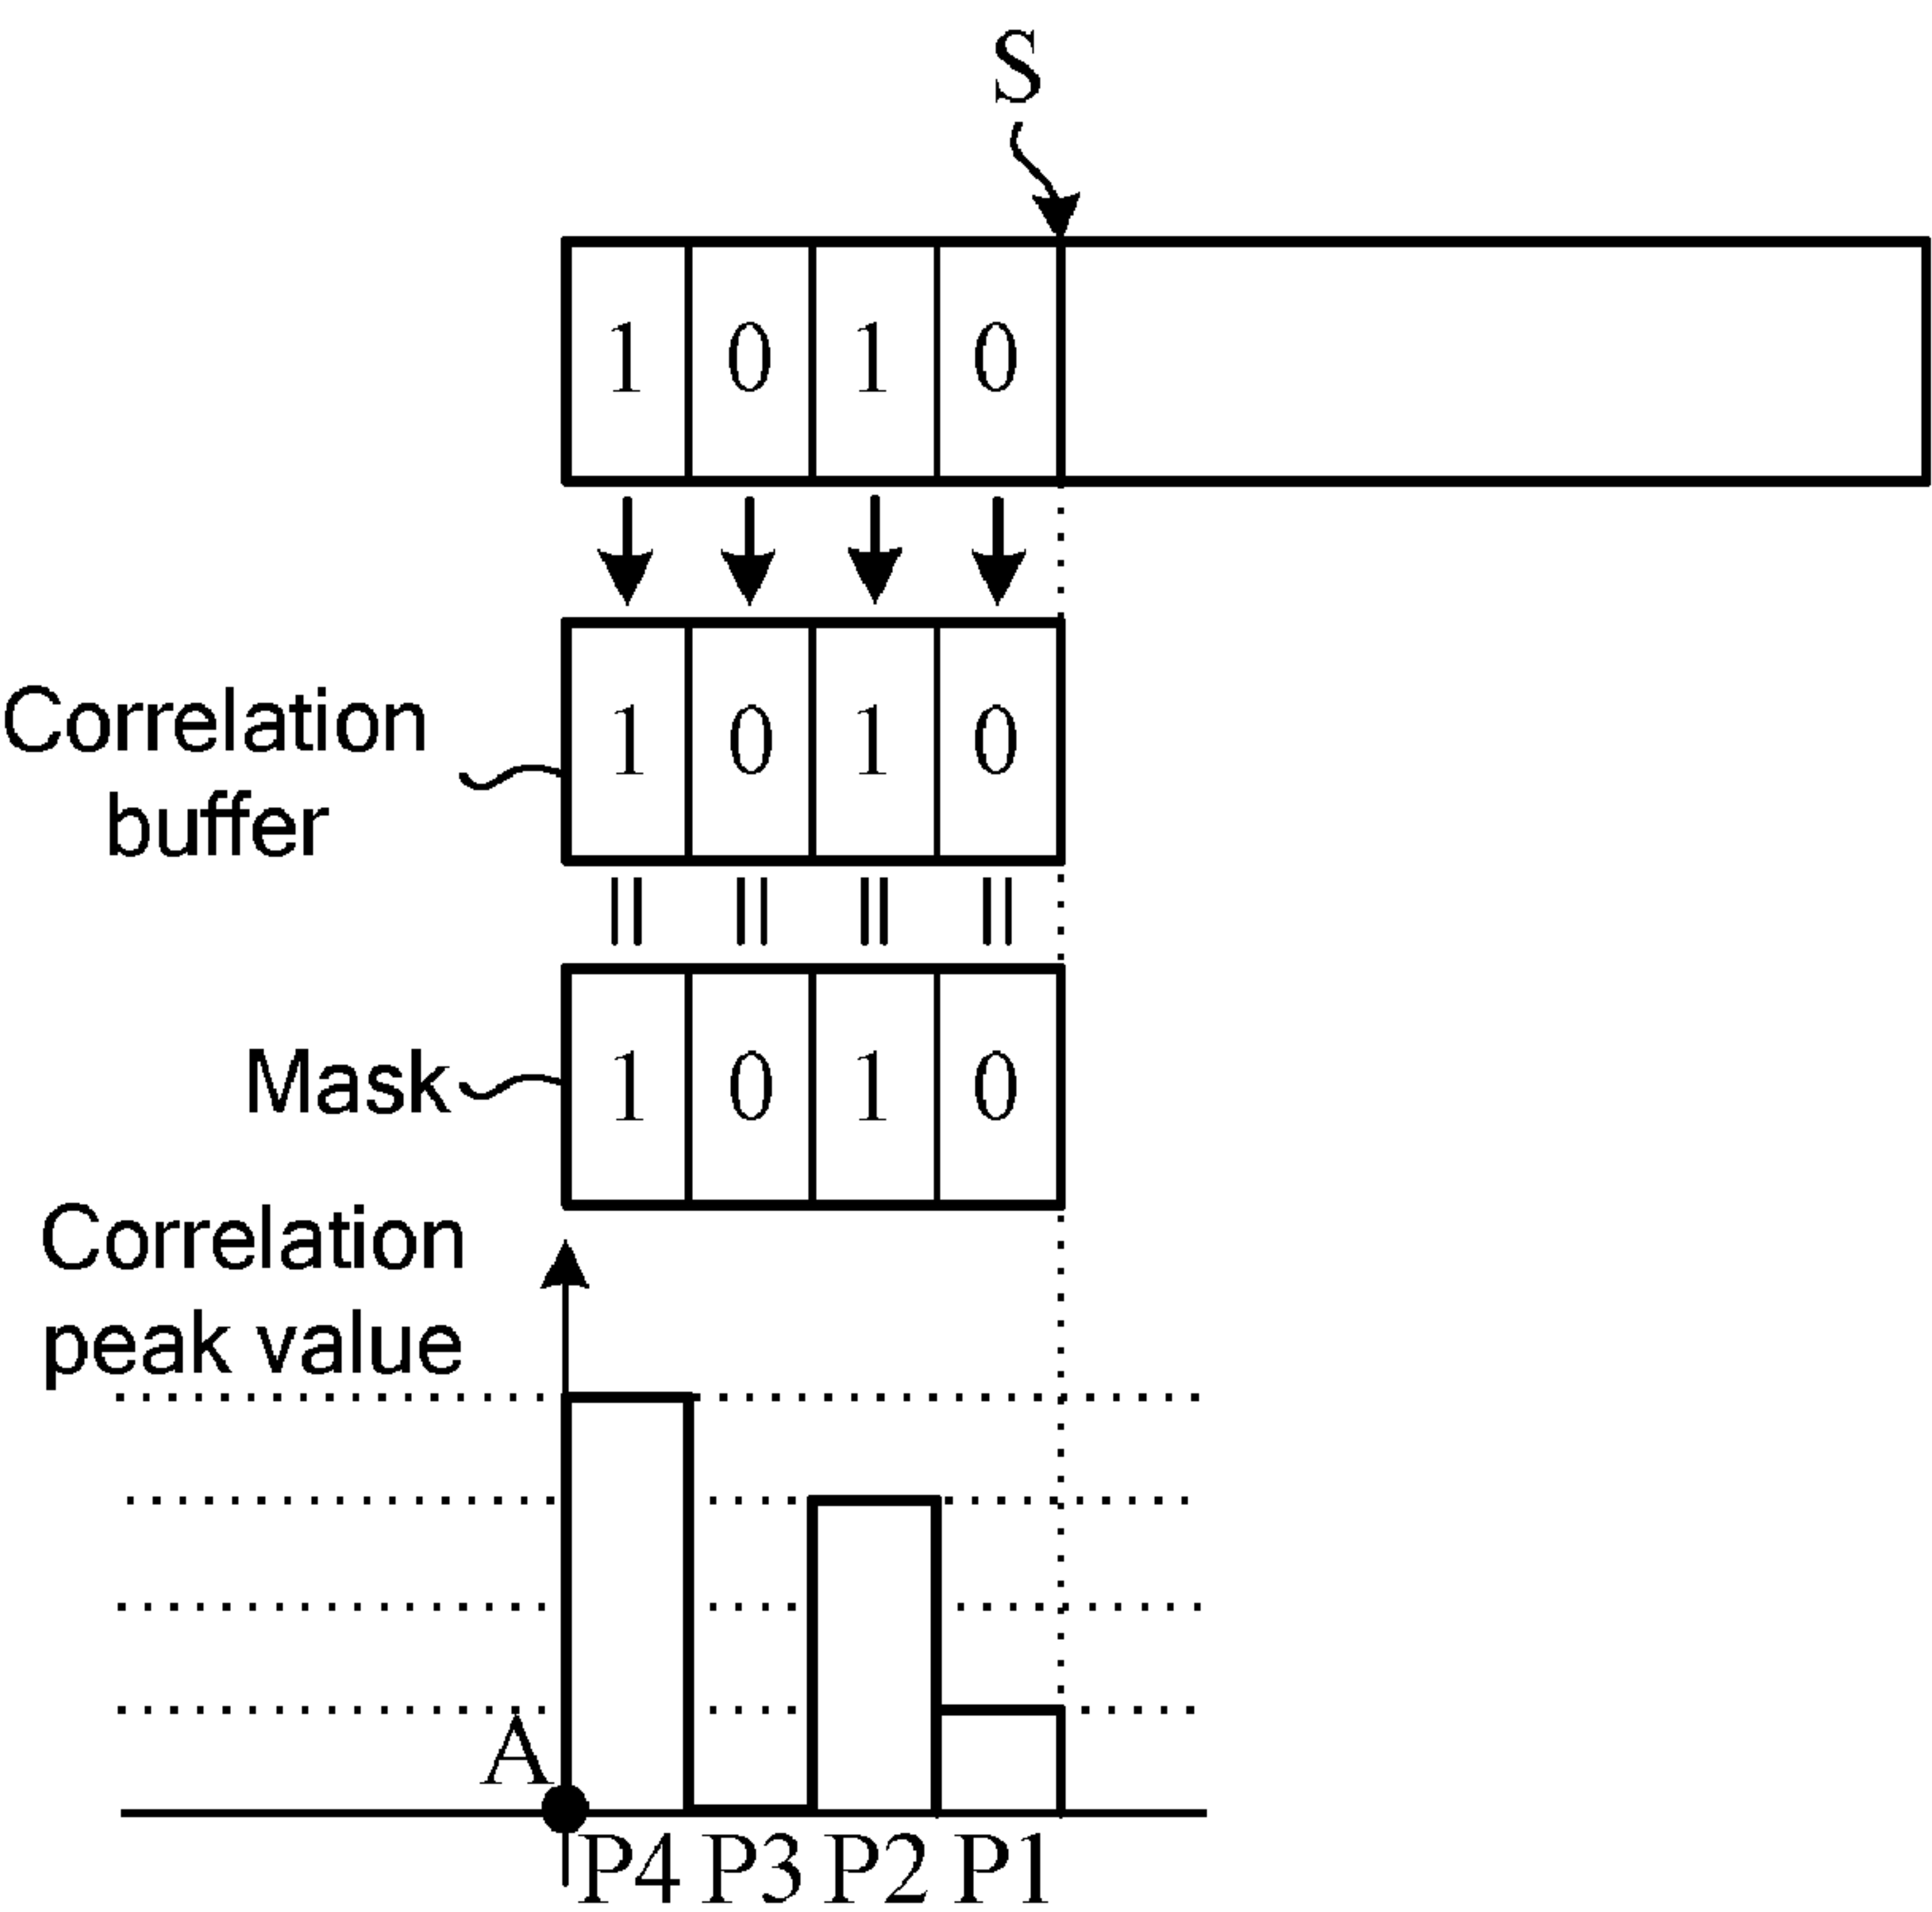 S
1 0 1 0
Correlation
buffer
1 0 1 0
Mask
1 0 1 0
Correlation
peak value
A
P4 P3 P2 P1